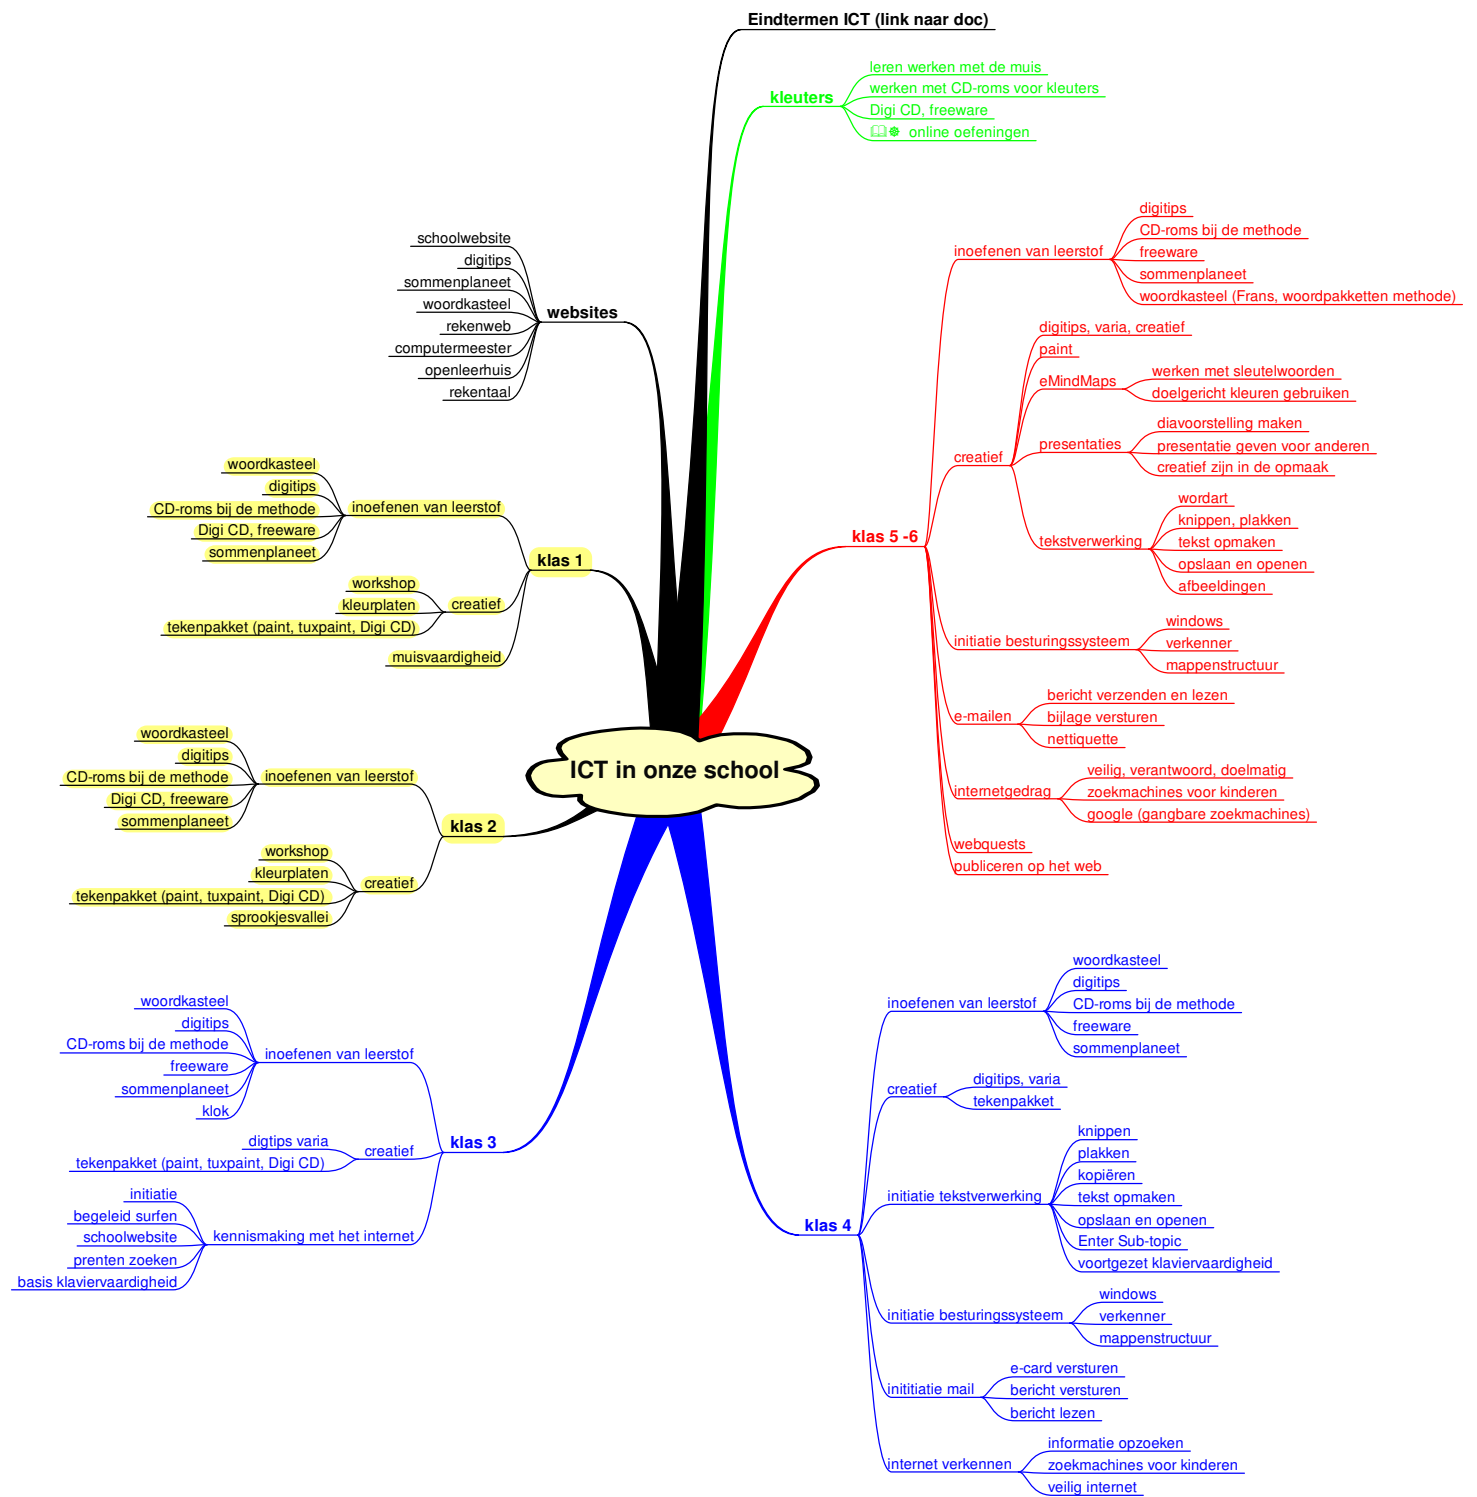 Eindtermen ICT (link naar doc)
kleuters
leren werken met de muis
werken met CD-roms voor kleuters
Digi CD, freeware
online oefeningen
websites
schoolwebsite
digitips
sommenplaneet
woordkasteel
rekenweb
computermeester
openleerhuis
rekentaal
klas 1
inoefenen van leerstof
woordkasteel
digitips
CD-roms bij de methode
Digi CD, freeware
sommenplaneet
creatief
workshop
kleurplaten
tekenpakket (paint, tuxpaint, Digi CD)
muisvaardigheid
klas 5 -6
inoefenen van leerstof
digitips
CD-roms bij de methode
freeware
sommenplaneet
woordkasteel (Frans, woordpakketten methode)
creatief
digitips, varia, creatief
paint
eMindMaps
werken met sleutelwoorden
doelgericht kleuren gebruiken
presentaties
diavoorstelling maken
presentatie geven voor anderen
creatief zijn in de opmaak
tekstverwerking
wordart
knippen, plakken
tekst opmaken
opslaan en openen
afbeeldingen
initiatie besturingssysteem
windows
verkenner
mappenstructuur
e-mailen
bericht verzenden en lezen
bijlage versturen
nettiquette
internetgedrag
veilig, verantwoord, doelmatig
zoekmachines voor kinderen
google (gangbare zoekmachines)
webquests
publiceren op het web
ICT in onze school
klas 2
inoefenen van leerstof
woordkasteel
digitips
CD-roms bij de methode
Digi CD, freeware
sommenplaneet
creatief
workshop
kleurplaten
tekenpakket (paint, tuxpaint, Digi CD)
sprookjesvallei
klas 3
inoefenen van leerstof
woordkasteel
digitips
CD-roms bij de methode
freeware
sommenplaneet
klok
creatief
digtips varia
tekenpakket (paint, tuxpaint, Digi CD)
kennismaking met het internet
initiatie
begeleid surfen
schoolwebsite
prenten zoeken
basis klaviervaardigheid
klas 4
inoefenen van leerstof
woordkasteel
digitips
CD-roms bij de methode
freeware
sommenplaneet
creatief
digitips, varia
tekenpakket
initiatie tekstverwerking
knippen
plakken
kopiëren
tekst opmaken
opslaan en openen
Enter Sub-topic
voortgezet klaviervaardigheid
initiatie besturingssysteem
windows
verkenner
mappenstructuur
inititiatie mail
e-card versturen
bericht versturen
bericht lezen
internet verkennen
informatie opzoeken
zoekmachines voor kinderen
veilig internet